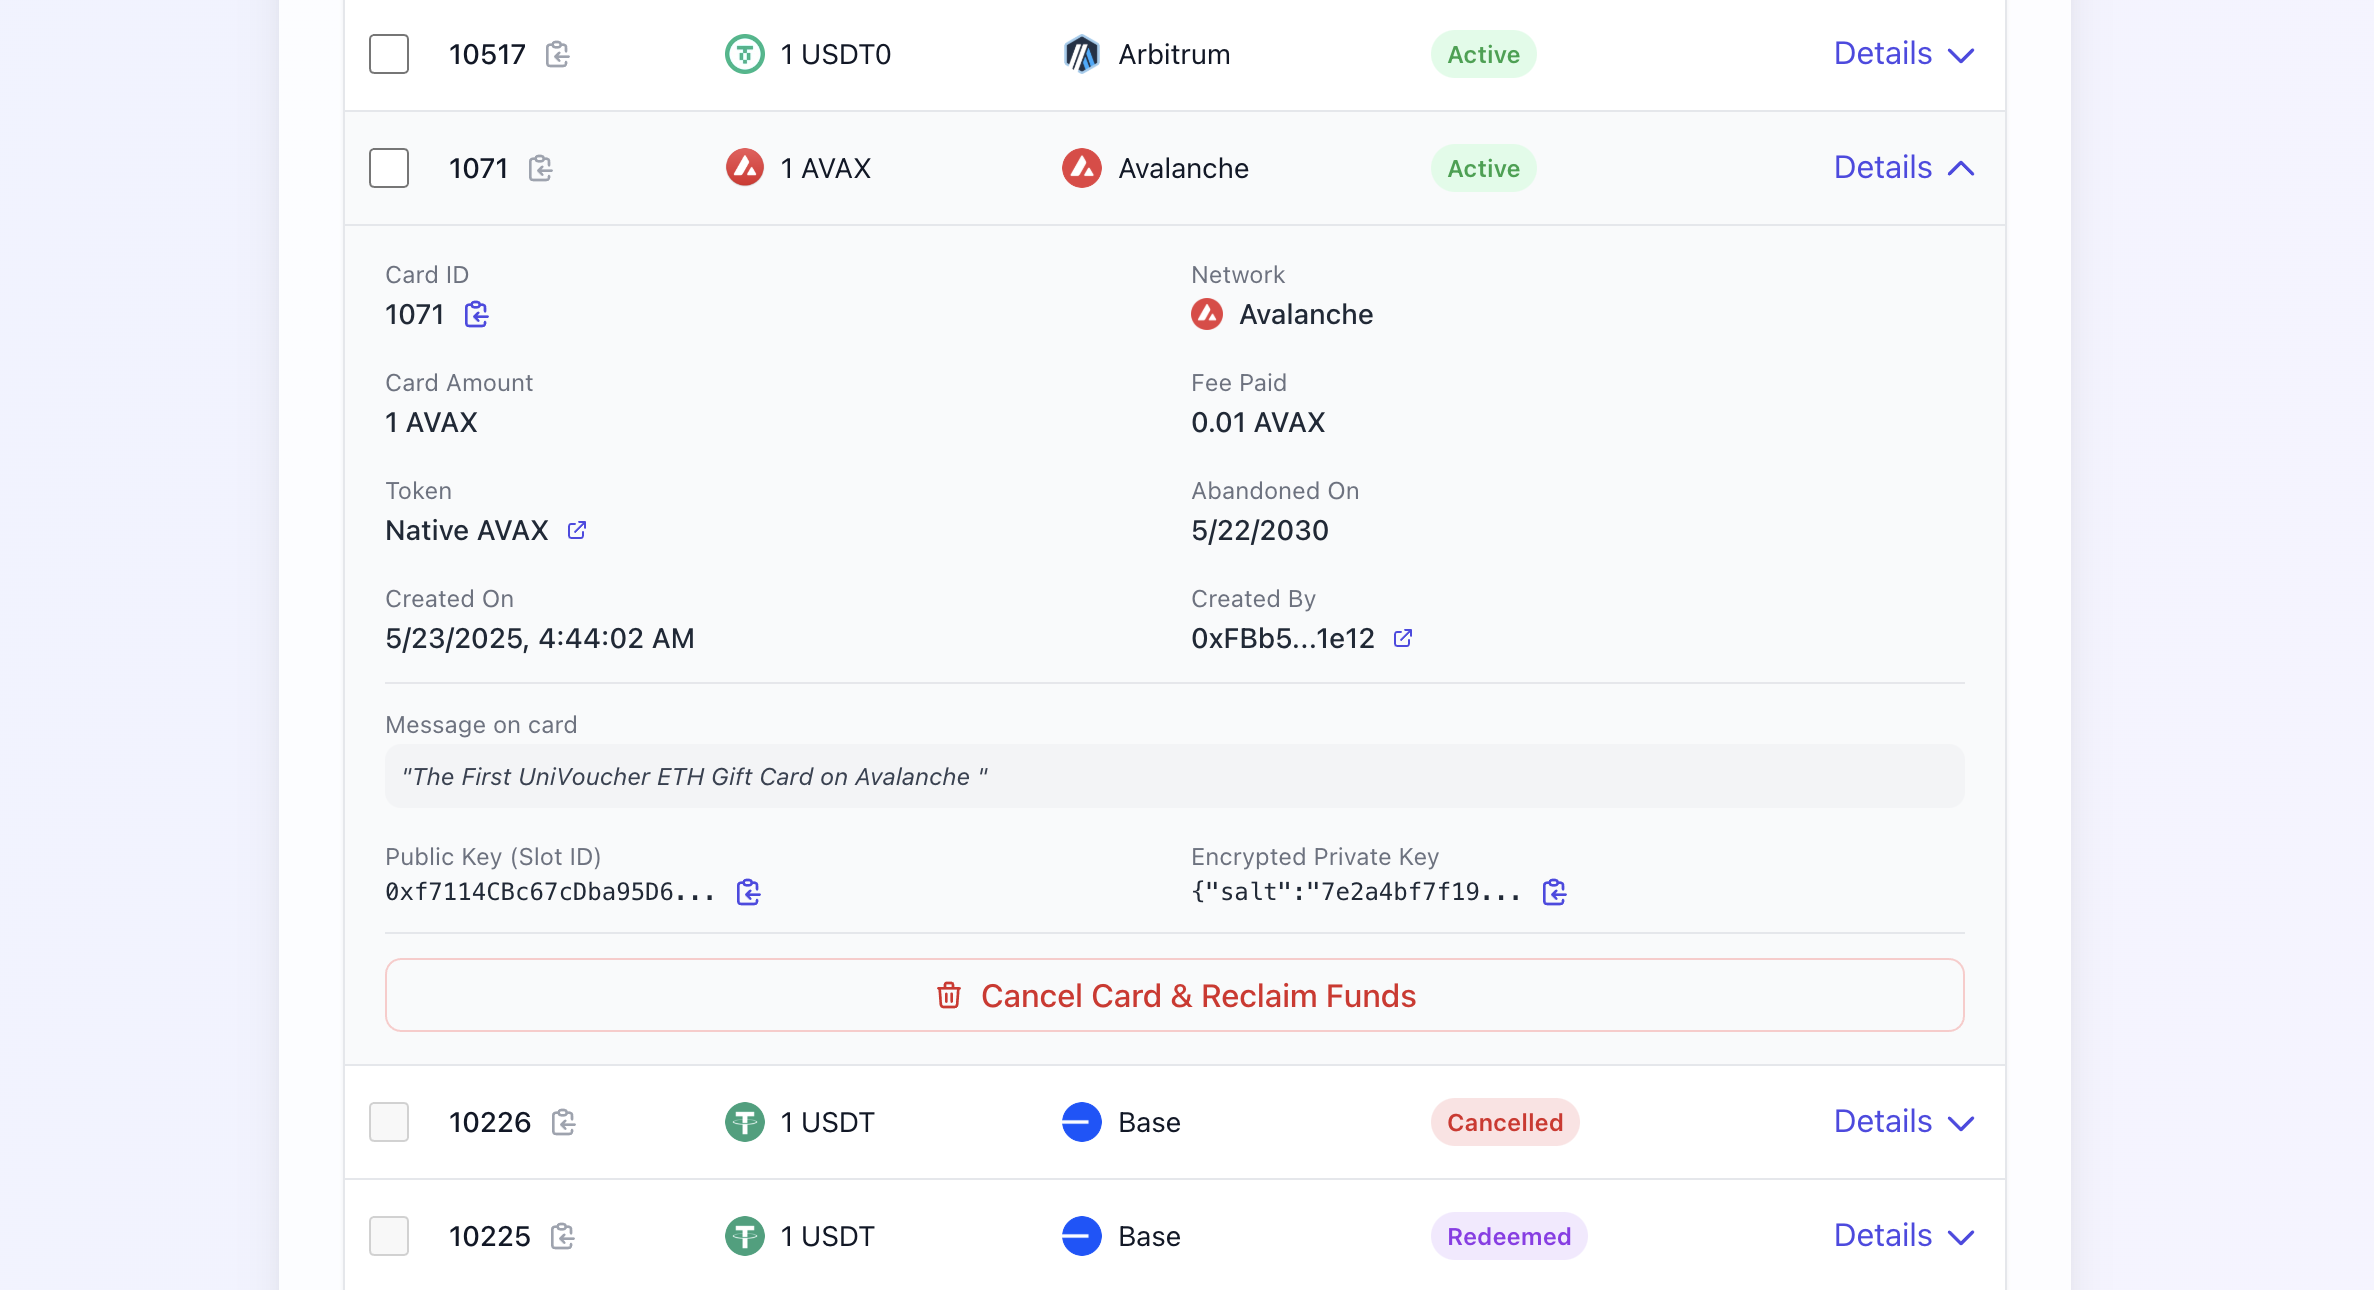 10517 1 USDT0 Arbitrum Active Details
1071 1 AVAX Avalanche Active Details
Card ID
1071
Network
Avalanche
Card Amount
1 AVAX
Fee Paid
0.01 AVAX
Token
Native AVAX
Abandoned On
5/22/2030
Created On
5/23/2025, 4:44:02 AM
Created By
0xFBb5...1e12
Message on card
"The First UniVoucher ETH Gift Card on Avalanche "
Public Key (Slot ID)
0xf7114CBc67cDba95D6...
Encrypted Private Key
{"salt":"7e2a4bf7f19...
Cancel Card & Reclaim Funds
10226 1 USDT Base Cancelled Details
10225 1 USDT Base Redeemed Details